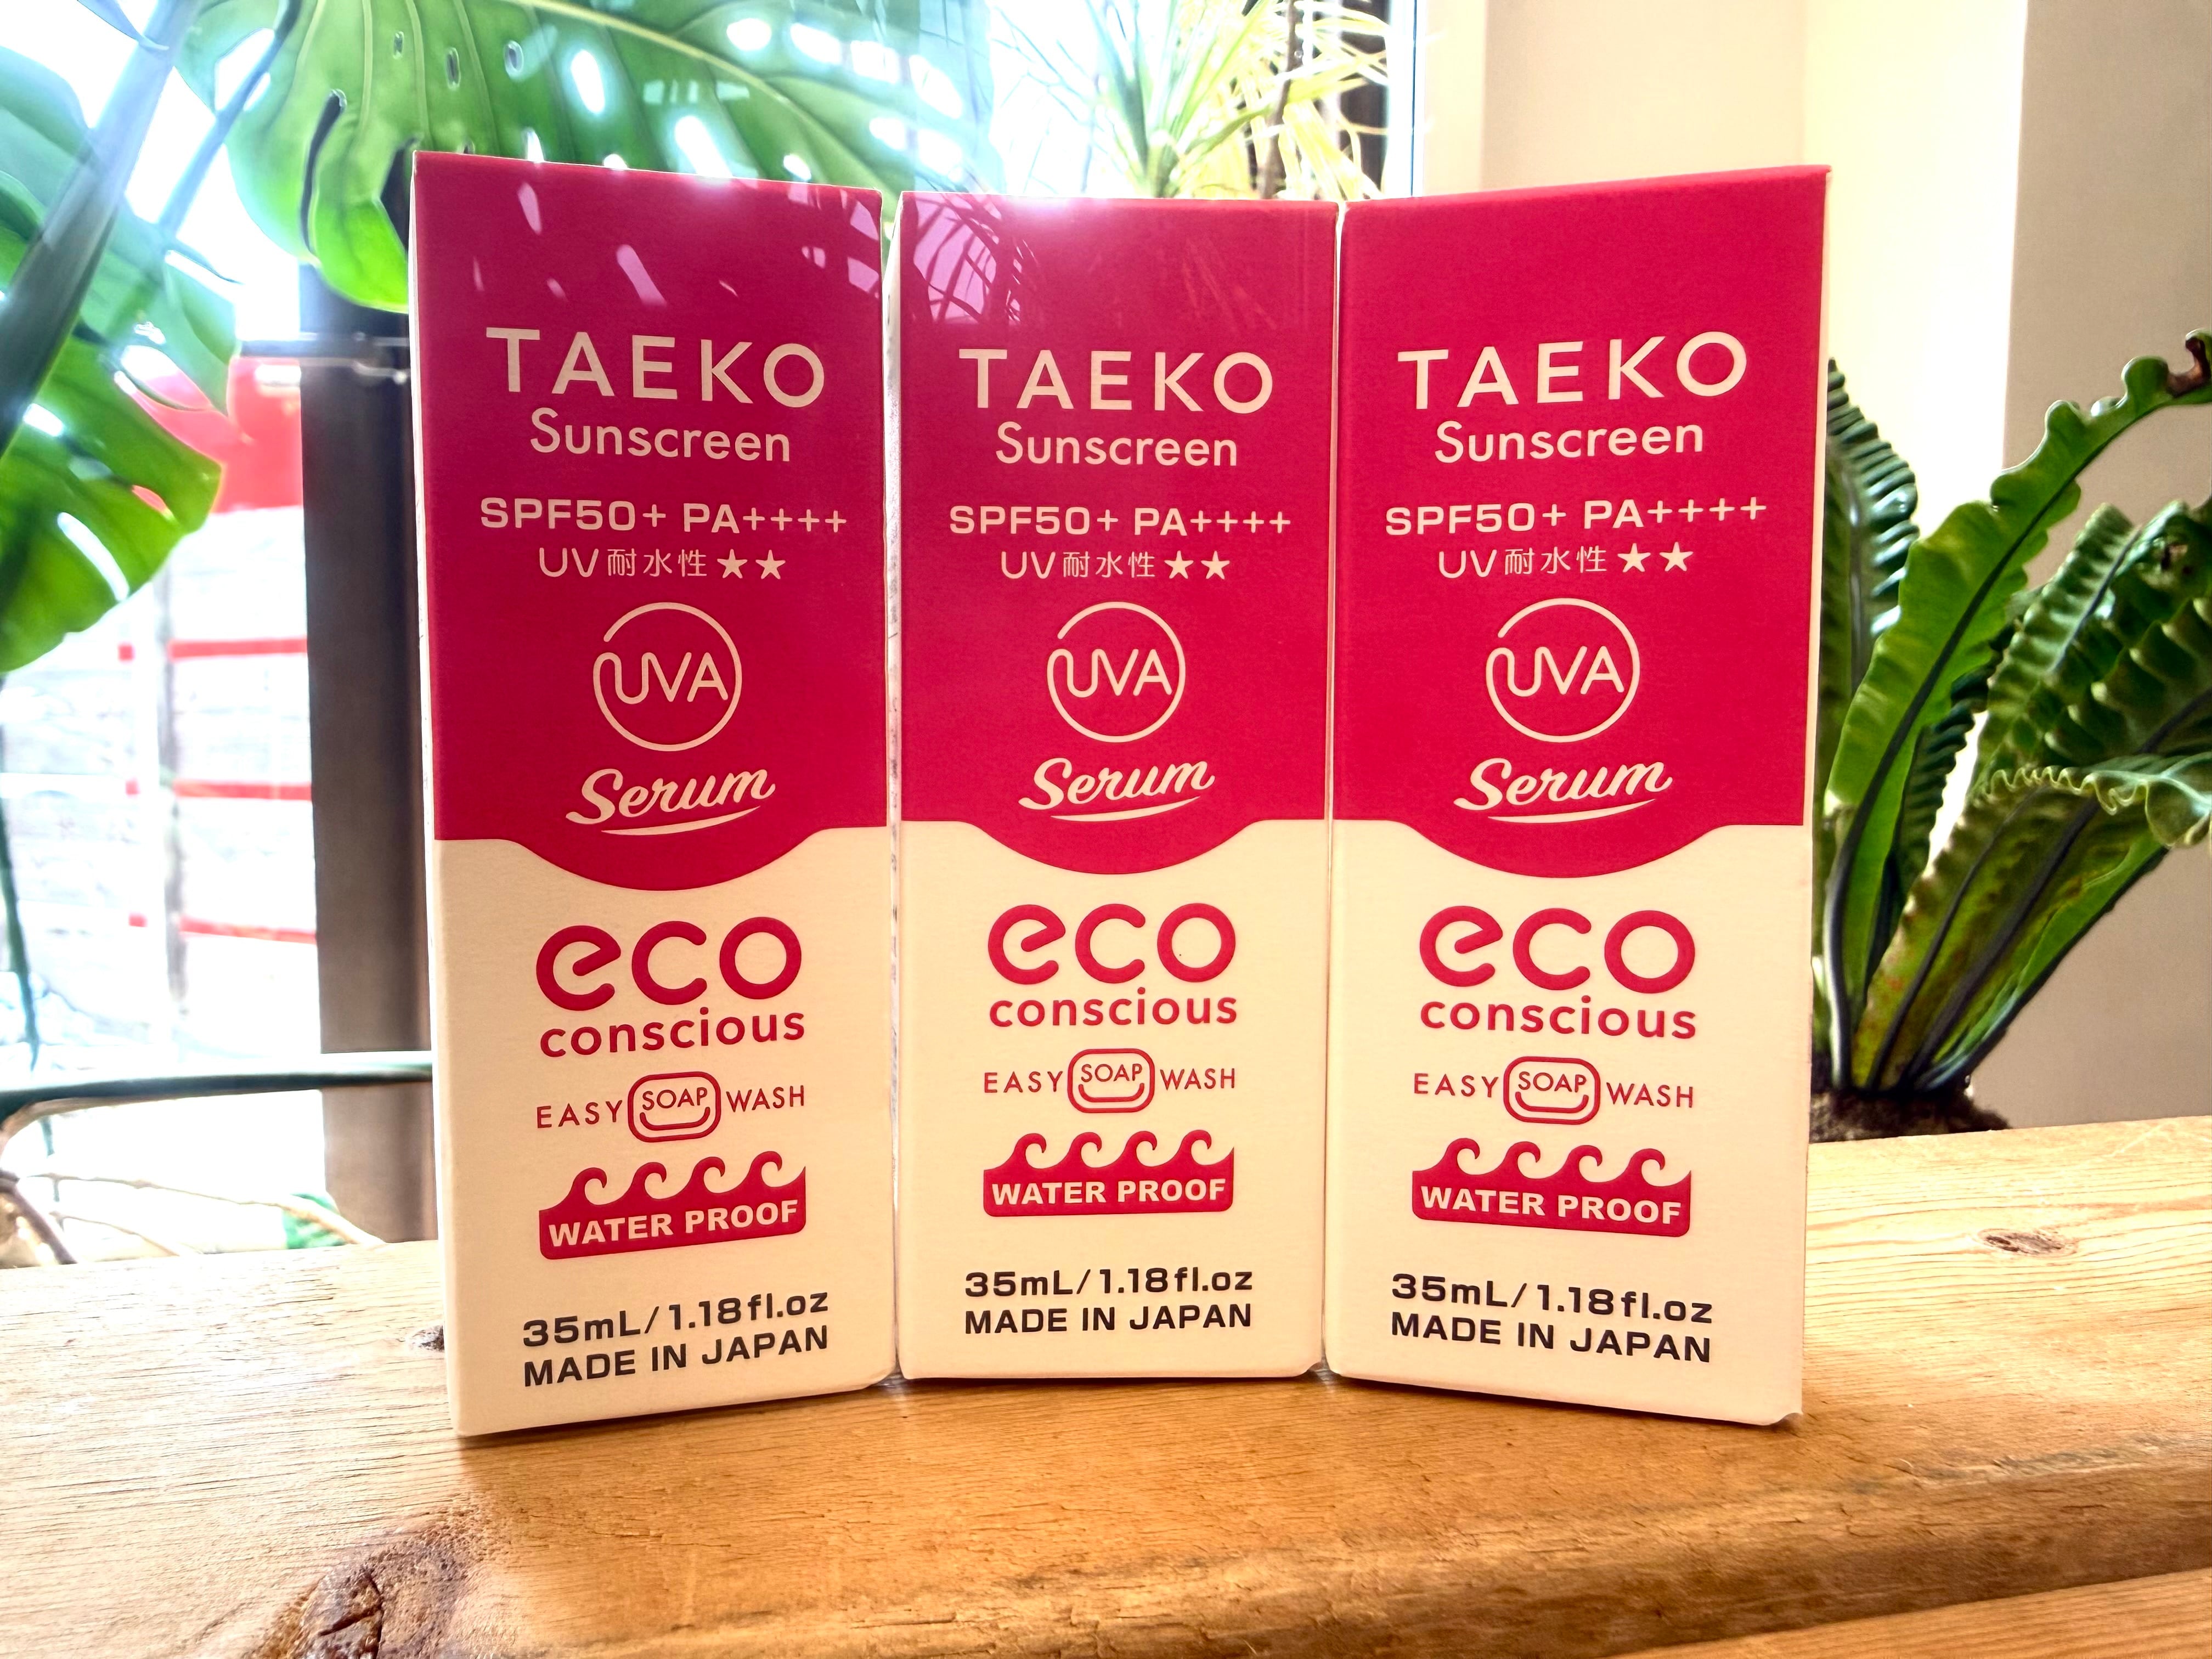 TAEKO
Sunscreen
SPF50+ PA++++
UV耐水性★★
UVA
Serum
eco
conscious
EASY SOAP WASH
WATER PROOF
35mL/1.18fl.oz
MADE IN JAPAN
TAEKO
Sunscreen
SPF50+ PA++++
UV耐水性★★
UVA
Serum
eco
conscious
EASY SOAP WASH
WATER PROOF
35mL/1.18fl.oz
MADE IN JAPAN
TAEKO
Sunscreen
SPF50+ PA++++
UV耐水性★★
UVA
Serum
eco
conscious
EASY SOAP WASH
WATER PROOF
35mL/1.18fl.oz
MADE IN JAPAN